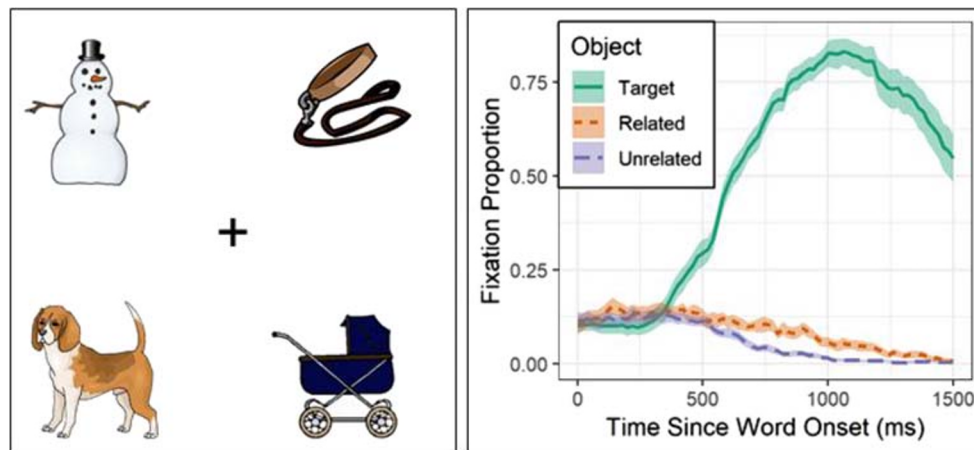 +
Object
Target
Related
Unrelated
Fixation Proportion
0.75
0.50
0.25
0.00
0
500
1000
1500
Time Since Word Onset (ms)